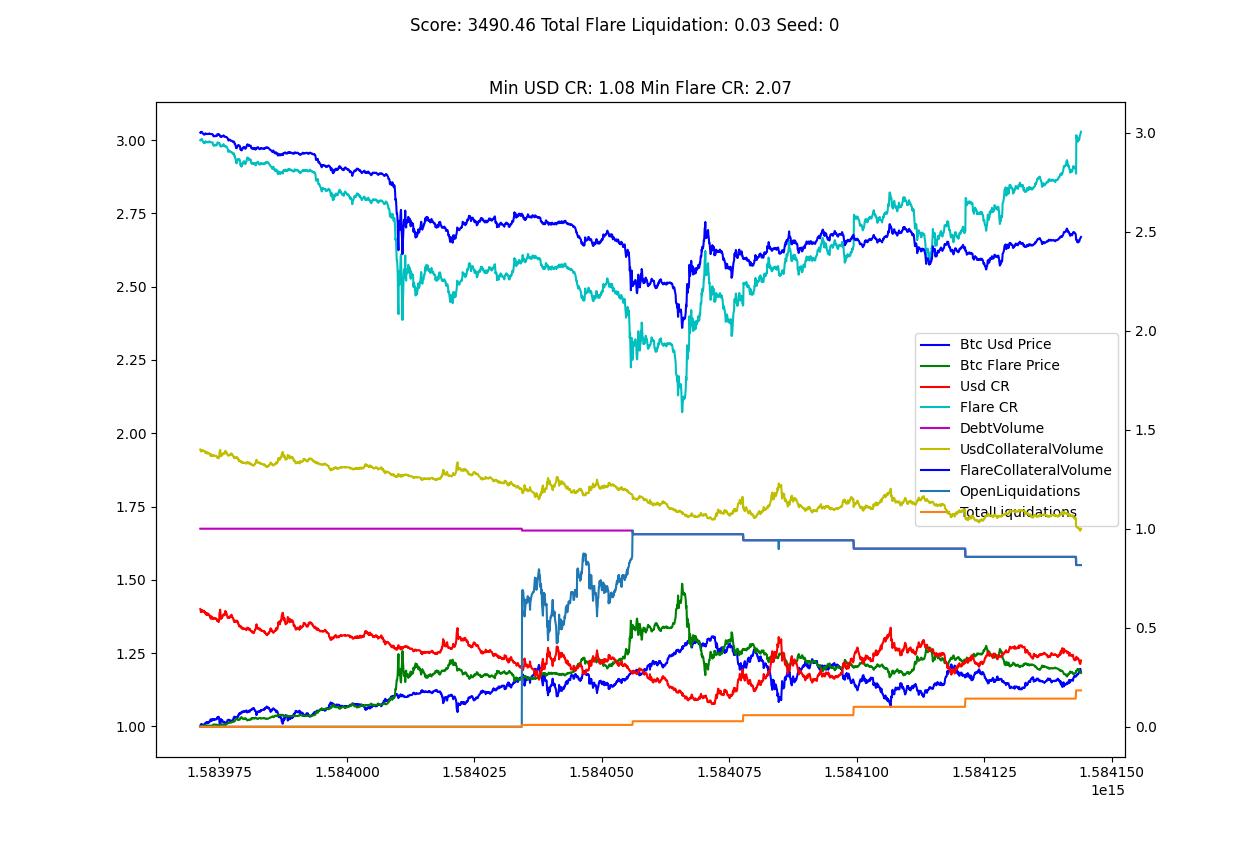 Score: 3490.46 Total Flare Liquidation: 0.03 Seed: 0
Min USD CR: 1.08 Min Flare CR: 2.07
3.00
2.75
2.50
2.25
2.00
1.75
1.50
1.25
1.00
3.0
2.5
2.0
1.5
1.0
0.5
0.0
Btc Usd Price
Btc Flare Price
Usd CR
Flare CR
DebtVolume
UsdCollateralVolume
FlareCollateralVolume
OpenLiquidations
TotalLiquidations
1.583975 1.584000 1.584025 1.584050 1.584075 1.584100 1.584125 1.584150
1e15